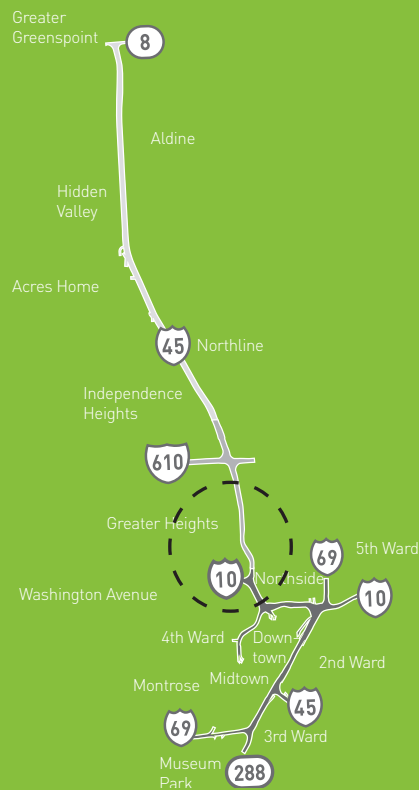 Greater
Greenspoint
8
Aldine
Hidden
Valley
Acres Home
45
Northline
Independence
Heights
610
Greater Heights
69
5th Ward
10
Northside
Washington Avenue
10
4th Ward
Down-
town
2nd Ward
Midtown
Montrose
45
69
3rd Ward
Museum
Park
288